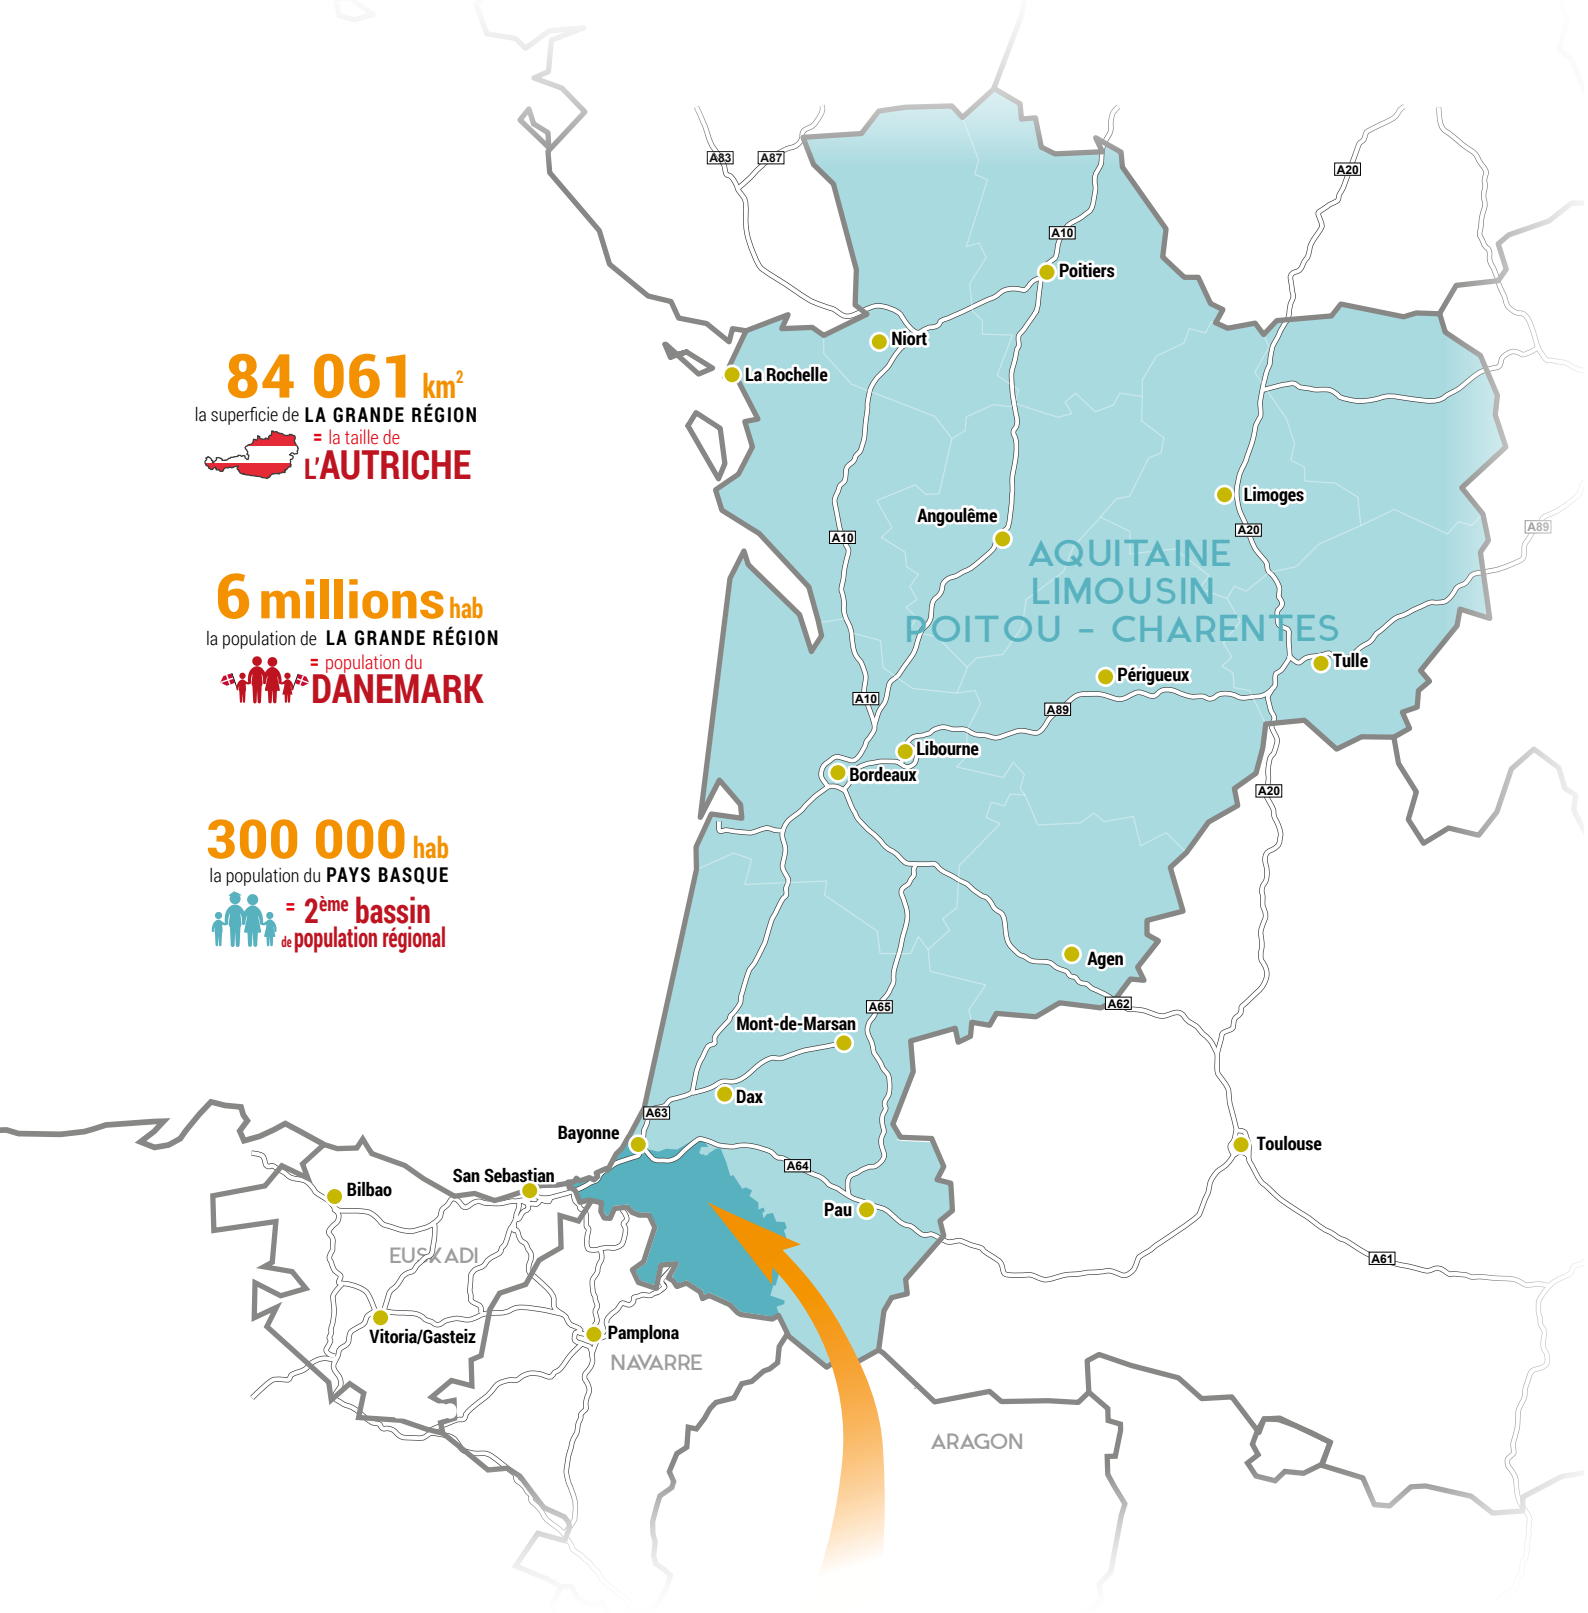 A83
A87
A20
A10
Poitiers
Niort
La Rochelle
84 061 km²
la superficie de LA GRANDE RÉGION
= la taille de
L'AUTRICHE
Limoges
Angoulême
A20
A89
A10
AQUITAINE
LIMOUSIN
POITOU - CHARENTES
6 millions hab
la population de LA GRANDE RÉGION
= population du
DANEMARK
Tulle
Périgueux
A10
A89
Libourne
Bordeaux
A20
300 000 hab
la population du PAYS BASQUE
= 2ème bassin
de population régional
Agen
A62
A65
Mont-de-Marsan
Dax
A63
Bayonne
Toulouse
A64
San Sebastian
Bilbao
Pau
EUSKADI
A61
Vitoria/Gasteiz
Pamplona
NAVARRE
ARAGON